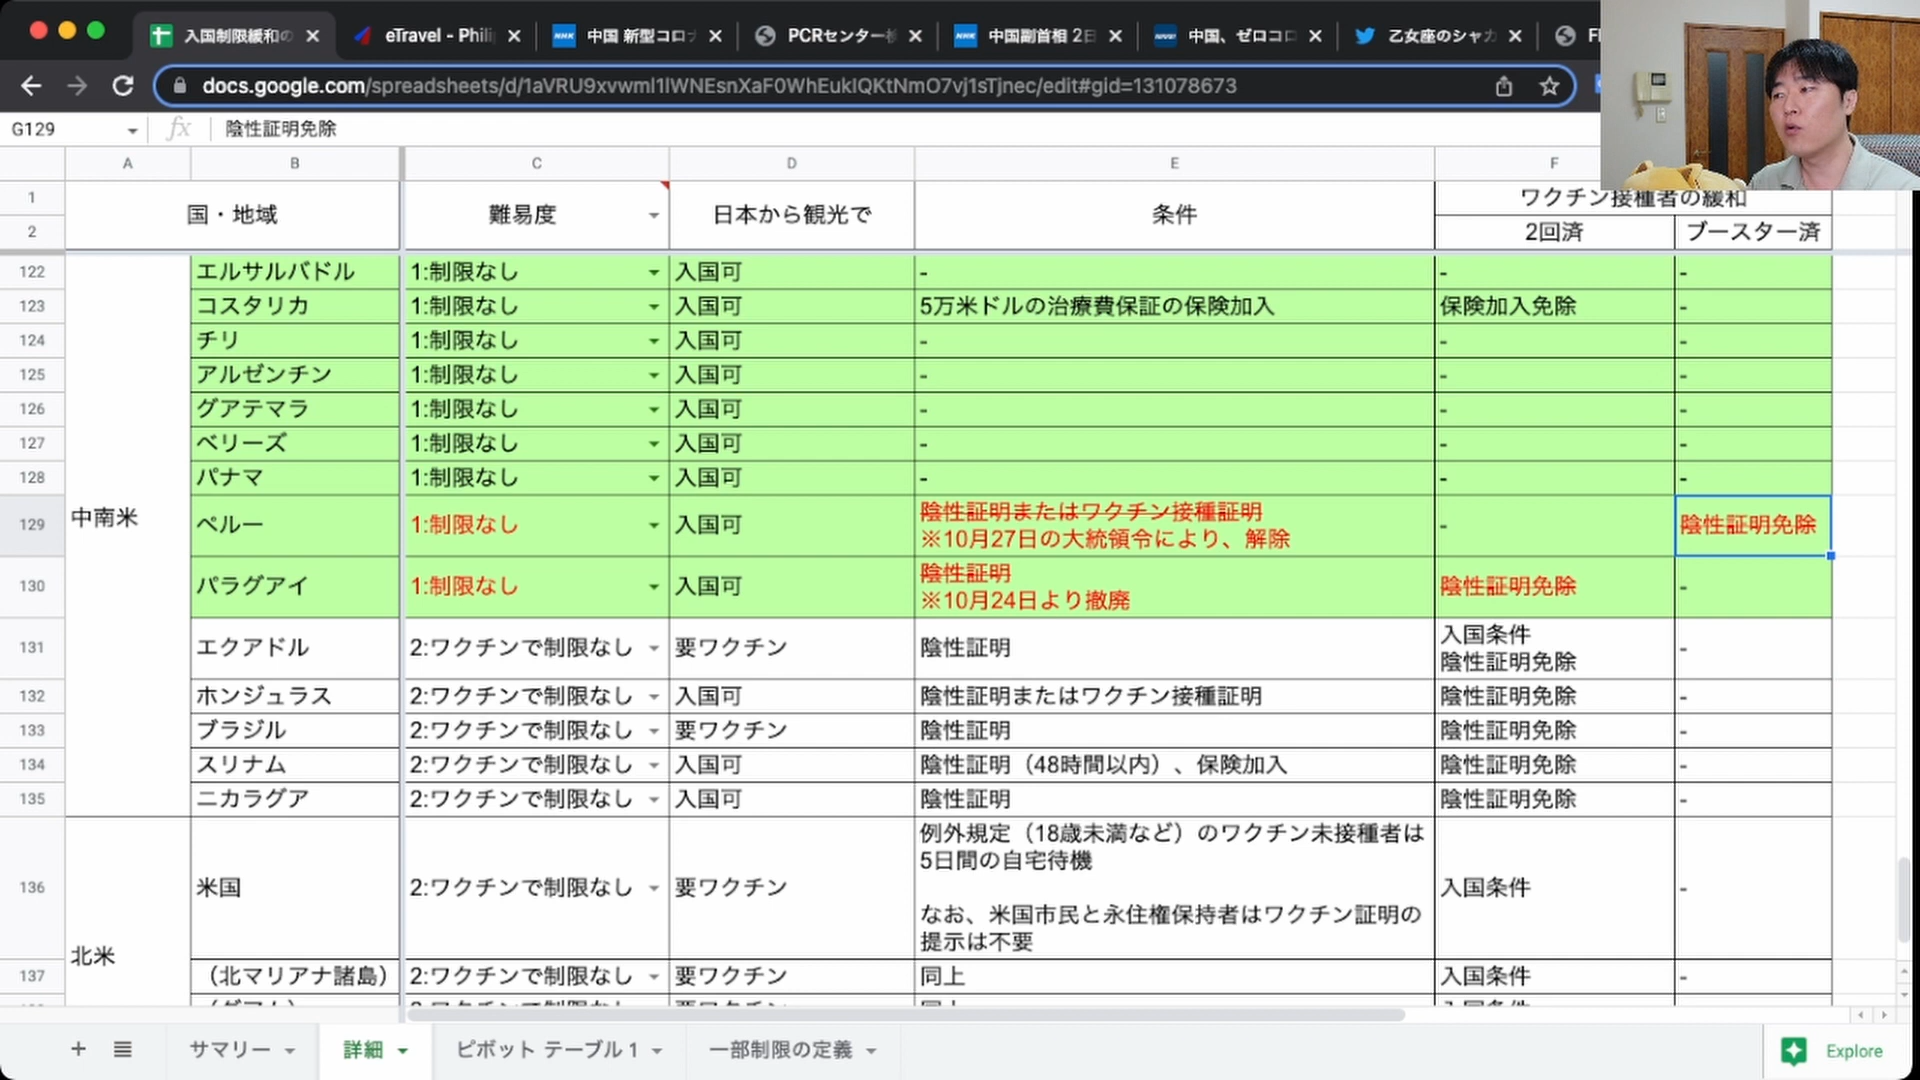 入国制限緩和の
eTravel - Phili
中国 新型コロナ
PCRセンター検
中国副首相 2日
中国、ゼロコロ
乙女座のシャカ
docs.google.com/spreadsheets/d/1aVRU9xvwml1lWNEsnXaF0WhEuklQKtNmO7vj1sTjnec/edit#gid=131078673
G129 fx 陰性証明免除
A B C D E F
1 国・地域 難易度 日本から観光で 条件 ワクチン接種者の緩和
2 2回済 ブースター済
122 エルサルバドル 1:制限なし 入国可 - - -
123 コスタリカ 1:制限なし 入国可 5万米ドルの治療費保証の保険加入 保険加入免除 -
124 チリ 1:制限なし 入国可 - - -
125 アルゼンチン 1:制限なし 入国可 - - -
126 グアテマラ 1:制限なし 入国可 - - -
127 ベリーズ 1:制限なし 入国可 - - -
128 パナマ 1:制限なし 入国可 - - -
中南米
129 ペルー 1:制限なし 入国可 陰性証明またはワクチン接種証明
※10月27日の大統領令により、解除 - 陰性証明免除
130 パラグアイ 1:制限なし 入国可 陰性証明
※10月24日より撤廃 陰性証明免除 -
131 エクアドル 2:ワクチンで制限なし 要ワクチン 陰性証明 入国条件
陰性証明免除 -
132 ホンジュラス 2:ワクチンで制限なし 入国可 陰性証明またはワクチン接種証明 陰性証明免除 -
133 ブラジル 2:ワクチンで制限なし 要ワクチン 陰性証明 陰性証明免除 -
134 スリナム 2:ワクチンで制限なし 入国可 陰性証明（48時間以内）、保険加入 陰性証明免除 -
135 ニカラグア 2:ワクチンで制限なし 入国可 陰性証明 陰性証明免除 -
136 米国 2:ワクチンで制限なし 要ワクチン 例外規定（18歳未満など）のワクチン未接種者は
5日間の自宅待機
なお、米国市民と永住権保持者はワクチン証明の
提示は不要 入国条件 -
北米
137 （北マリアナ諸島） 2:ワクチンで制限なし 要ワクチン 同上 入国条件 -
+ サマリー 詳細 ピボット テーブル 1 一部制限の定義 Explore